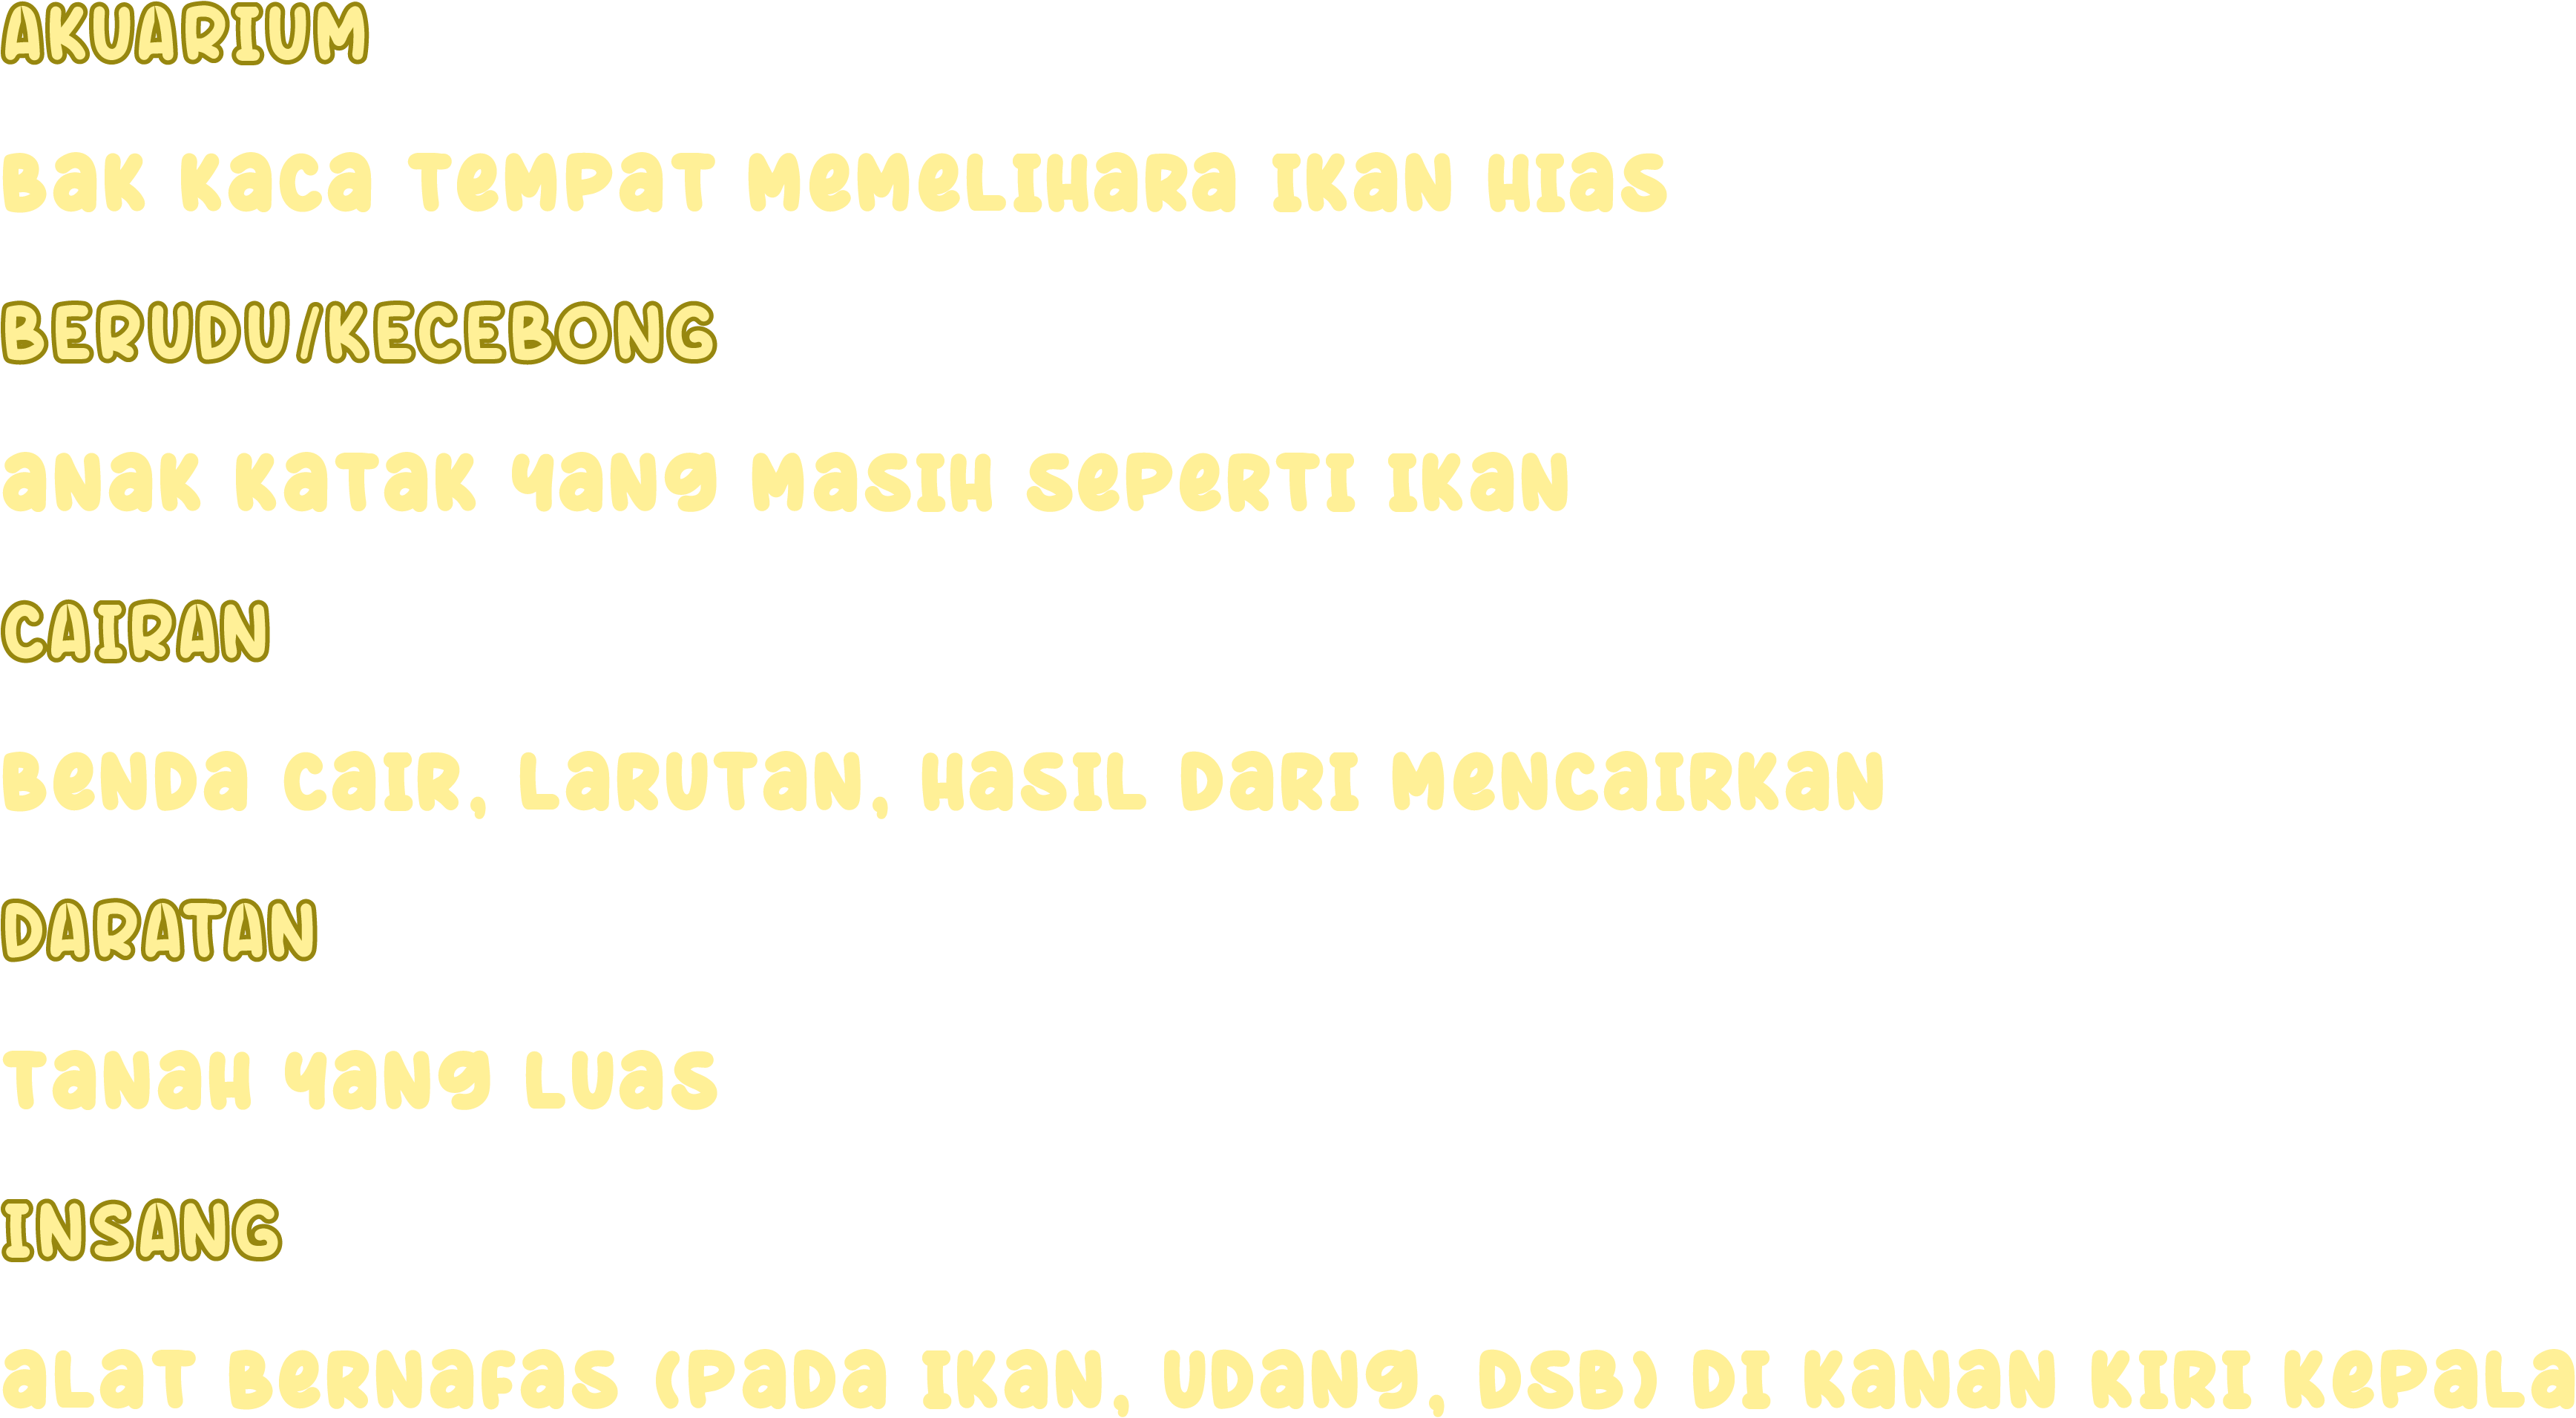 AKUARIUM
Bak kaca tempat memelihara ikan hias
BERUDU/KECEBONG
Anak katak yang masih seperti ikan
CAIRAN
Benda cair, larutan, hasil dari mencairkan
DARATAN
Tanah yang luas
INSANG
Alat bernafas (pada ikan, udang, dsb) di kanan kiri kepala